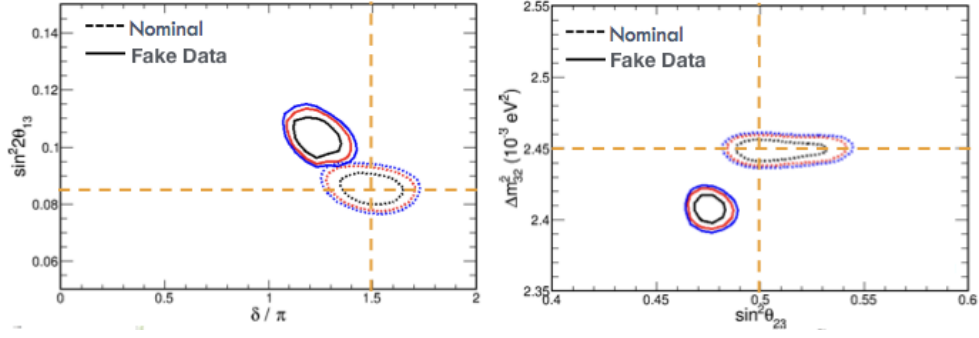 0.14
0.12
0.1
0.08
0.06
sin²2θ₁₃
Nominal
Fake Data
0
0.5
1
1.5
2
δ / π
2.55
2.5
2.45
2.4
2.35
Δm²₃₂ (10⁻³ eV²)
Nominal
Fake Data
0.4
0.45
0.5
0.55
0.6
sin²θ₂₃